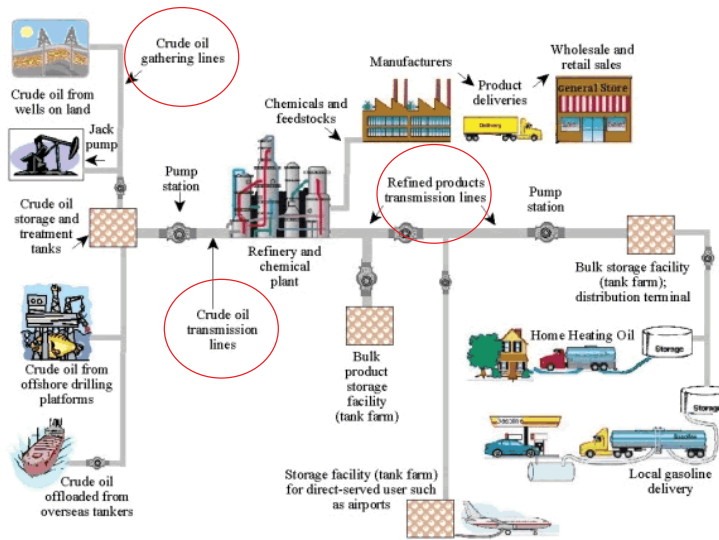 Crude oil
gathering lines
Crude oil from
wells on land
Jack
pump
Crude oil
storage and
treatment
tanks
Pump
station
Crude oil
transmission
lines
Crude oil from
offshore drilling
platforms
Crude oil
offloaded from
overseas tankers
Refinery and
chemical
plant
Chemicals and
feedstocks
Manufacturers
Product
deliveries
Delivery
Wholesale and
retail sales
General Store
Refined products
transmission lines
Pump
station
Bulk
product
storage
facility
(tank farm)
Storage facility (tank farm)
for direct-served user such
as airports
Bulk storage facility
(tank farm);
distribution terminal
Home Heating Oil
Storage
Storage
Local gasoline
delivery